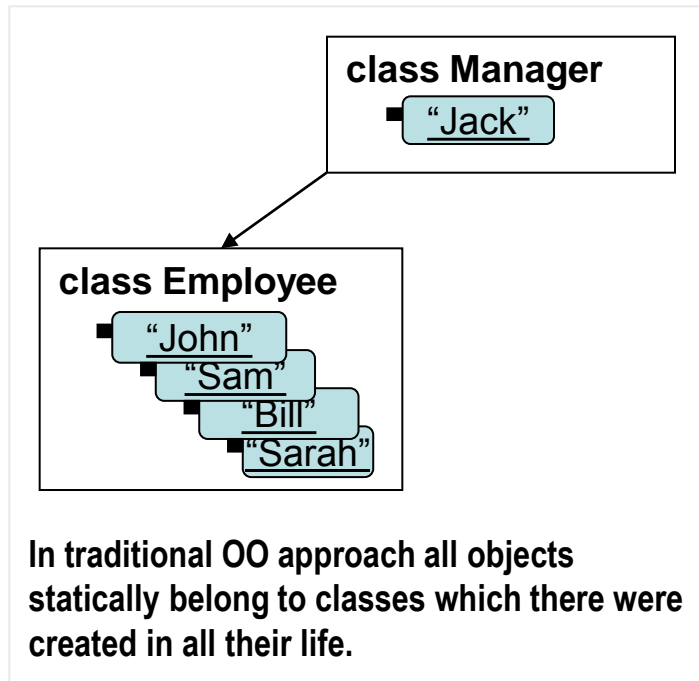 class Manager
“Jack”
class Employee
“John”
“Sam”
“Bill”
“Sarah”
In traditional OO approach all objects
statically belong to classes which there were
created in all their life.